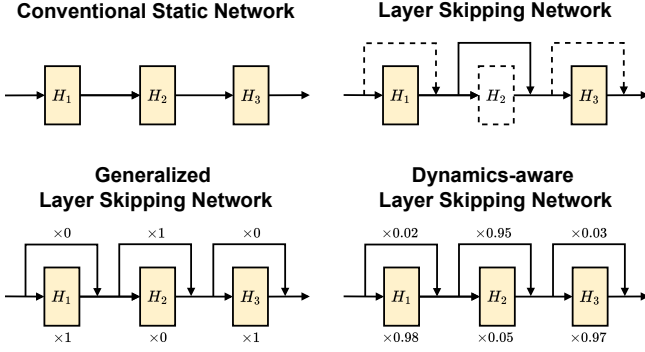 Conventional Static Network
H1
H2
H3
Layer Skipping Network
H1
H2
H3
Generalized
Layer Skipping Network
×0
×1
×0
H1
H2
H3
×1
×0
×1
Dynamics-aware
Layer Skipping Network
×0.02
×0.95
×0.03
H1
H2
H3
×0.98
×0.05
×0.97